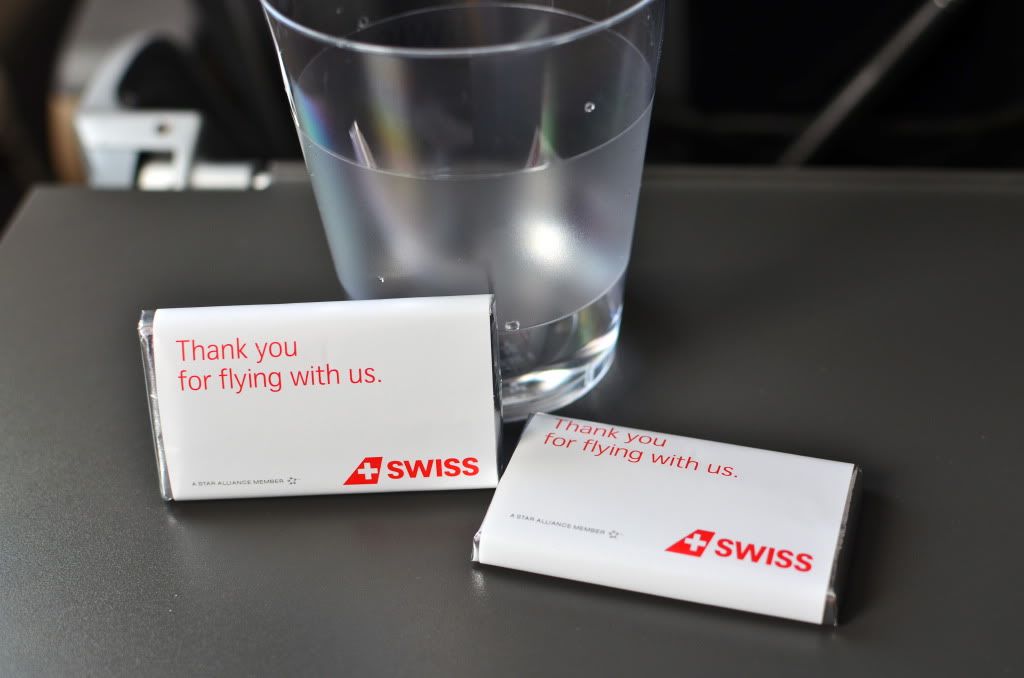 Thank you
for flying with us.
A STAR ALLIANCE MEMBER
SWISS
Thank you
for flying with us.
A STAR ALLIANCE MEMBER
SWISS